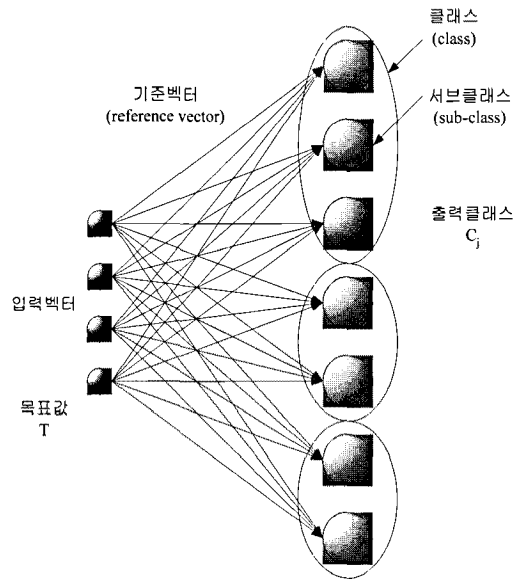 클래스
(class)
기준벡터
(reference vector)
서브클래스
(sub-class)
출력클래스
C_j
입력벡터
목표값
T